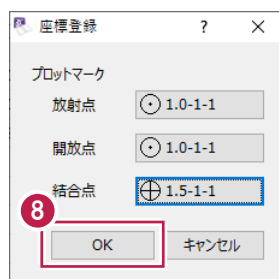 座標登録 ? ×
プロットマーク
放射点 1.0-1-1
開放点 1.0-1-1
結合点 1.5-1-1
8
OK キャンセル